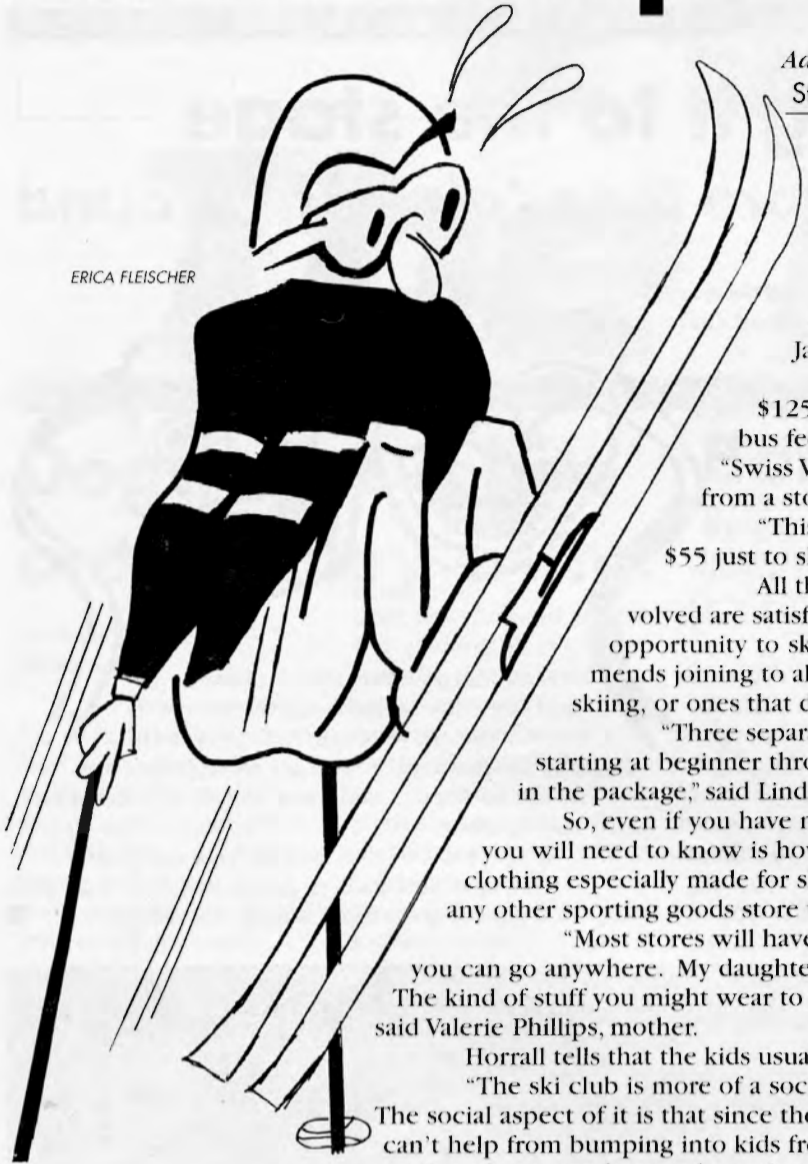 Ad
S
ERICA FLEISCHER
Ja
$125
bus fe
"Swiss V
from a sto
"This
$55 just to s
All th
volved are satisf
opportunity to sk
mends joining to al
skiing, or ones that d
"Three separ
starting at beginner thro
in the package," said Lind
So, even if you have n
you will need to know is how
clothing especially made for s
any other sporting goods store
"Most stores will have
you can go anywhere. My daughte
The kind of stuff you might wear to
said Valerie Phillips, mother.
Horrall tells that the kids usua
"The ski club is more of a soc
The social aspect of it is that since the
can't help from bumping into kids fr